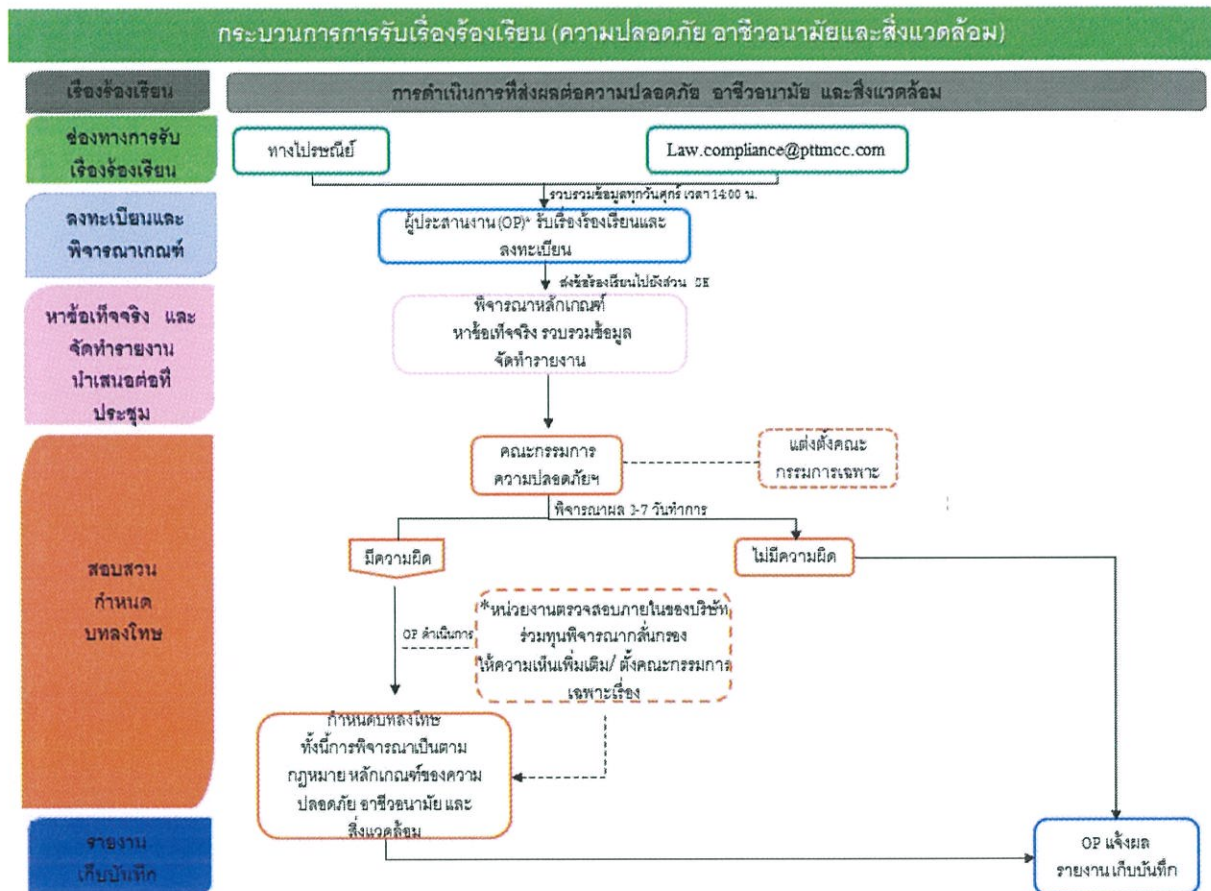 กระบวนการการรับเรื่องร้องเรียน (ความปลอดภัย อาชีวอนามัยและสิ่งแวดล้อม)
เรื่องร้องเรียน
การดำเนินการที่ส่งผลต่อความปลอดภัย อาชีวอนามัย และสิ่งแวดล้อม
ช่องทางการรับ
เรื่องร้องเรียน
ทางไปรษณีย์
Law.compliance@pttmcc.com
รวบรวมข้อมูลทุกวันศุกร์ เวลา 14:00 น.
ลงทะเบียนและ
พิจารณาเกณฑ์
ผู้ประสานงาน (OP)* รับเรื่องร้องเรียนและ
ลงทะเบียน
ส่งข้อร้องเรียนไปยังส่วน
หาข้อเท็จจริง และ
จัดทำรายงาน
นำเสนอต่อที่
ประชุม
พิจารณาหลักเกณฑ์
หาข้อเท็จจริง รวบรวมข้อมูล
จัดทำรายงาน
สอบสวน
กำหนด
บทลงโทษ
คณะกรรมการ
ความปลอดภัยฯ
แต่งตั้งคณะ
กรรมการเฉพาะ
พิจารณาผล 3-7 วันทำการ
มีความผิด
ไม่มีความผิด
OP ดำเนินการ
*หน่วยงานตรวจสอบภายในของบริษัท
ร่วมทุนพิจารณากลั่นกรอง
ให้ความเห็นเพิ่มเติม/ ตั้งคณะกรรมการ
เฉพาะเรื่อง
กำหนดบทลงโทษ
ทั้งนี้การพิจารณาเป็นตาม
กฎหมาย หลักเกณฑ์ของความ
ปลอดภัย อาชีวอนามัย และ
สิ่งแวดล้อม
รายงาน
เก็บบันทึก
OP แจ้งผล
รายงาน เก็บบันทึก